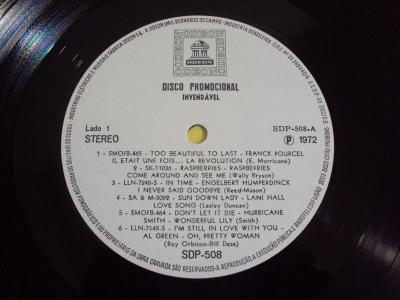 ODEON
DISCO PROMOCIONAL
INVENDÁVEL
Lado 1
STEREO
SDP-508-A
℗ 1972
1 - SMOFB-465 - TOO BEAUTIFUL TO LAST - FRANCK POURCEL
IL ETAIT UNE FOIS... LA REVOLUTION (E. Morricone)
2 - SK-11036 - RASPBERRIES - RASPBERRIES
COME AROUND AND SEE ME (Wally Bryson)
3 - LLN-7248-S - IN TIME - ENGELBERT HUMPERDINCK
I NEVER SAID GOODBYE (Reed-Mason)
4 - SA & M-2092 - SUN DOWN LADY - LANI HALL
LOVE SONG (Lesley Duncan)
5 - SMOFB-464 - DON'T LET IT DIE - HURRICANE
SMITH - WONDERFUL LILY (Smith)
6 - LLN-7249-S - I'M STILL IN LOVE WITH YOU -
AL GREEN - OH, PRETTY WOMAN
(Roy Orbison-Bill Dess)
SDP-508